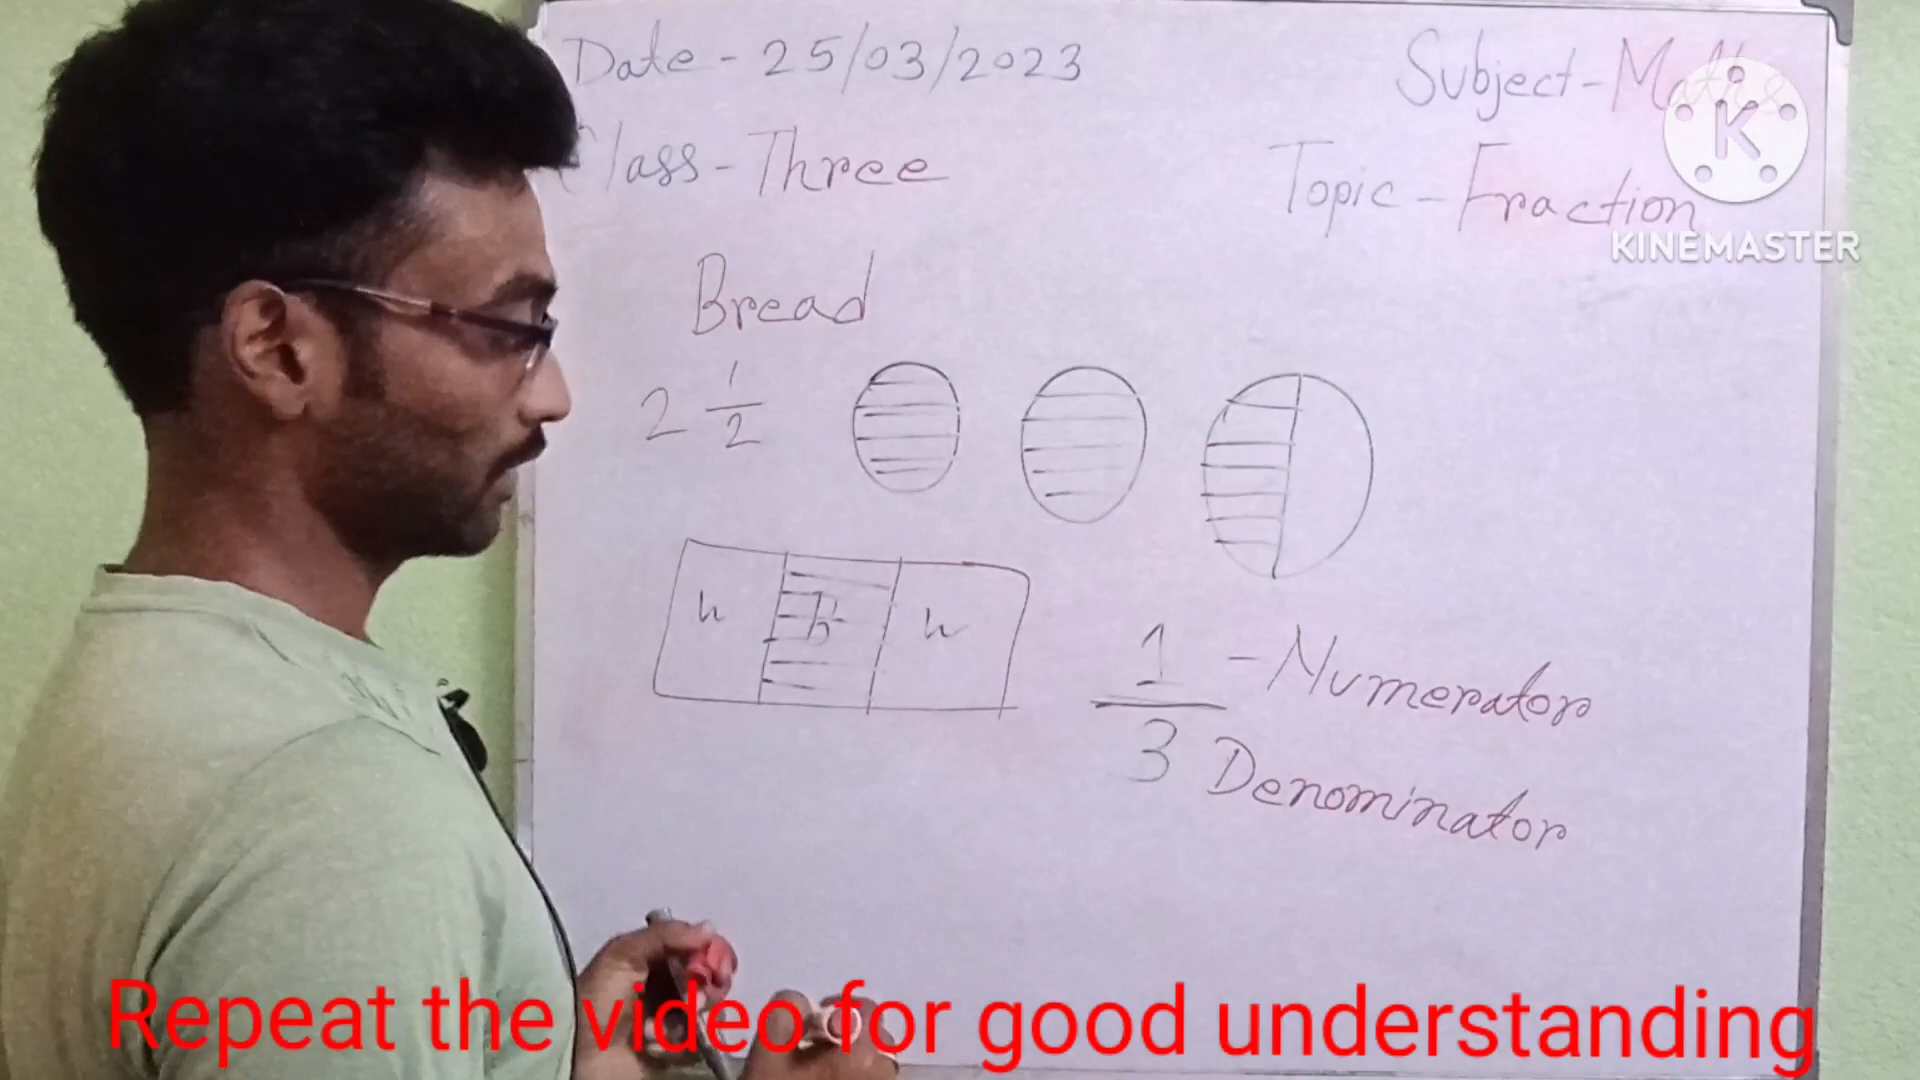 Date - 25/03/2023
Subject - Maths
Class - Three
Topic - Fraction
K
KINEMASTER
Bread
2 1/2
W B W
1 - Numerator
3 Denominator
Repeat the video for good understanding